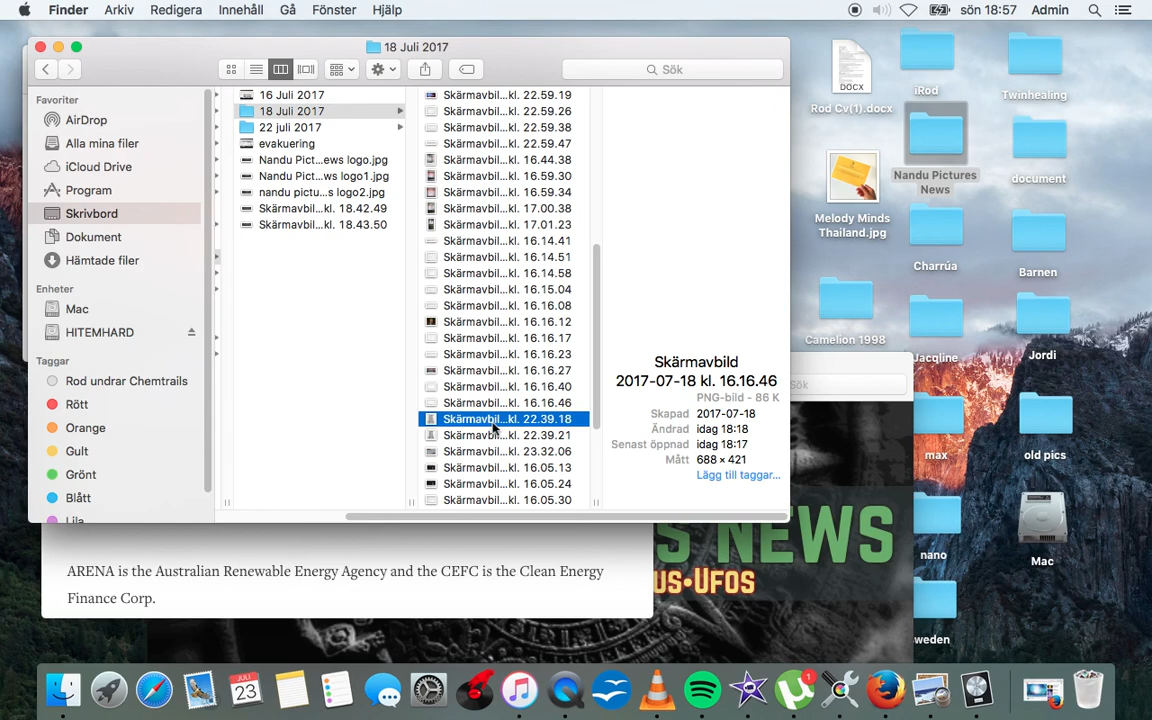 Finder Arkiv Redigera Innehåll Gå Fönster Hjälp sön 18:57 Admin
18 Juli 2017
Sök
Favoriter
AirDrop
Alla mina filer
iCloud Drive
Program
Skrivbord
Dokument
Hämtade filer
Enheter
Mac
HITEMHARD
Taggar
Rod undrar Chemtrails
Rött
Orange
Gult
Grönt
Blått
Lila
16 Juli 2017
18 Juli 2017
22 juli 2017
evakuering
Nandu Pict...ews logo.jpg
Nandu Pict...ws logo1.jpg
nandu pictu...s logo2.jpg
Skärmavbil...kl. 18.42.49
Skärmavbil...kl. 18.43.50
Skärmavbil...kl. 22.59.19
Skärmavbil...kl. 22.59.26
Skärmavbil...kl. 22.59.38
Skärmavbil...kl. 22.59.47
Skärmavbil...kl. 16.44.38
Skärmavbil...kl. 16.59.30
Skärmavbil...kl. 16.59.34
Skärmavbil...kl. 17.00.38
Skärmavbil...kl. 17.01.23
Skärmavbil...kl. 16.14.41
Skärmavbil...kl. 16.14.51
Skärmavbil...kl. 16.14.58
Skärmavbil...kl. 16.15.04
Skärmavbil...kl. 16.16.08
Skärmavbil...kl. 16.16.12
Skärmavbil...kl. 16.16.17
Skärmavbil...kl. 16.16.23
Skärmavbil...kl. 16.16.27
Skärmavbil...kl. 16.16.40
Skärmavbil...kl. 16.16.46
Skärmavbil...kl. 22.39.18
Skärmavbil...kl. 22.39.21
Skärmavbil...kl. 23.32.06
Skärmavbil...kl. 16.05.13
Skärmavbil...kl. 16.05.24
Skärmavbil...kl. 16.05.30
Skärmavbild
2017-07-18 kl. 16.16.46
PNG-bild - 86 K
Skapad 2017-07-18
Ändrad idag 18:18
Senast öppnad idag 18:17
Mått 688 × 421
Lägg till taggar...
DOCX
Rod Cv(1).docx
iRod
Twinhealing
Nandu Pictures
News
document
Melody Minds
Thailand.jpg
Charrúa
Barnen
Camelion 1998
Jacqline
Jordi
Sök
max
old pics
nano
Mac
weden
S NEWS
US•UFOS
ARENA is the Australian Renewable Energy Agency and the CEFC is the Clean Energy
Finance Corp.
JUL
23
1